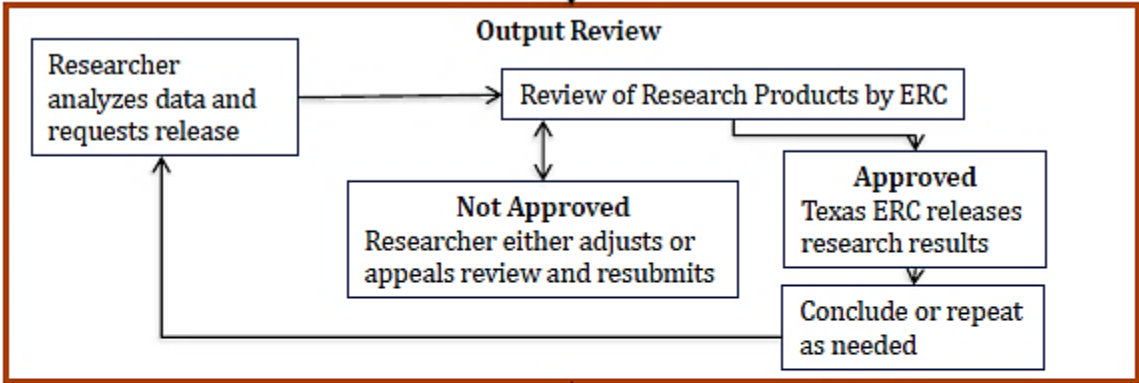 Output Review
Researcher
analyzes data and
requests release
Review of Research Products by ERC
Not Approved
Researcher either adjusts or
appeals review and resubmits
Approved
Texas ERC releases
research results
Conclude or repeat
as needed